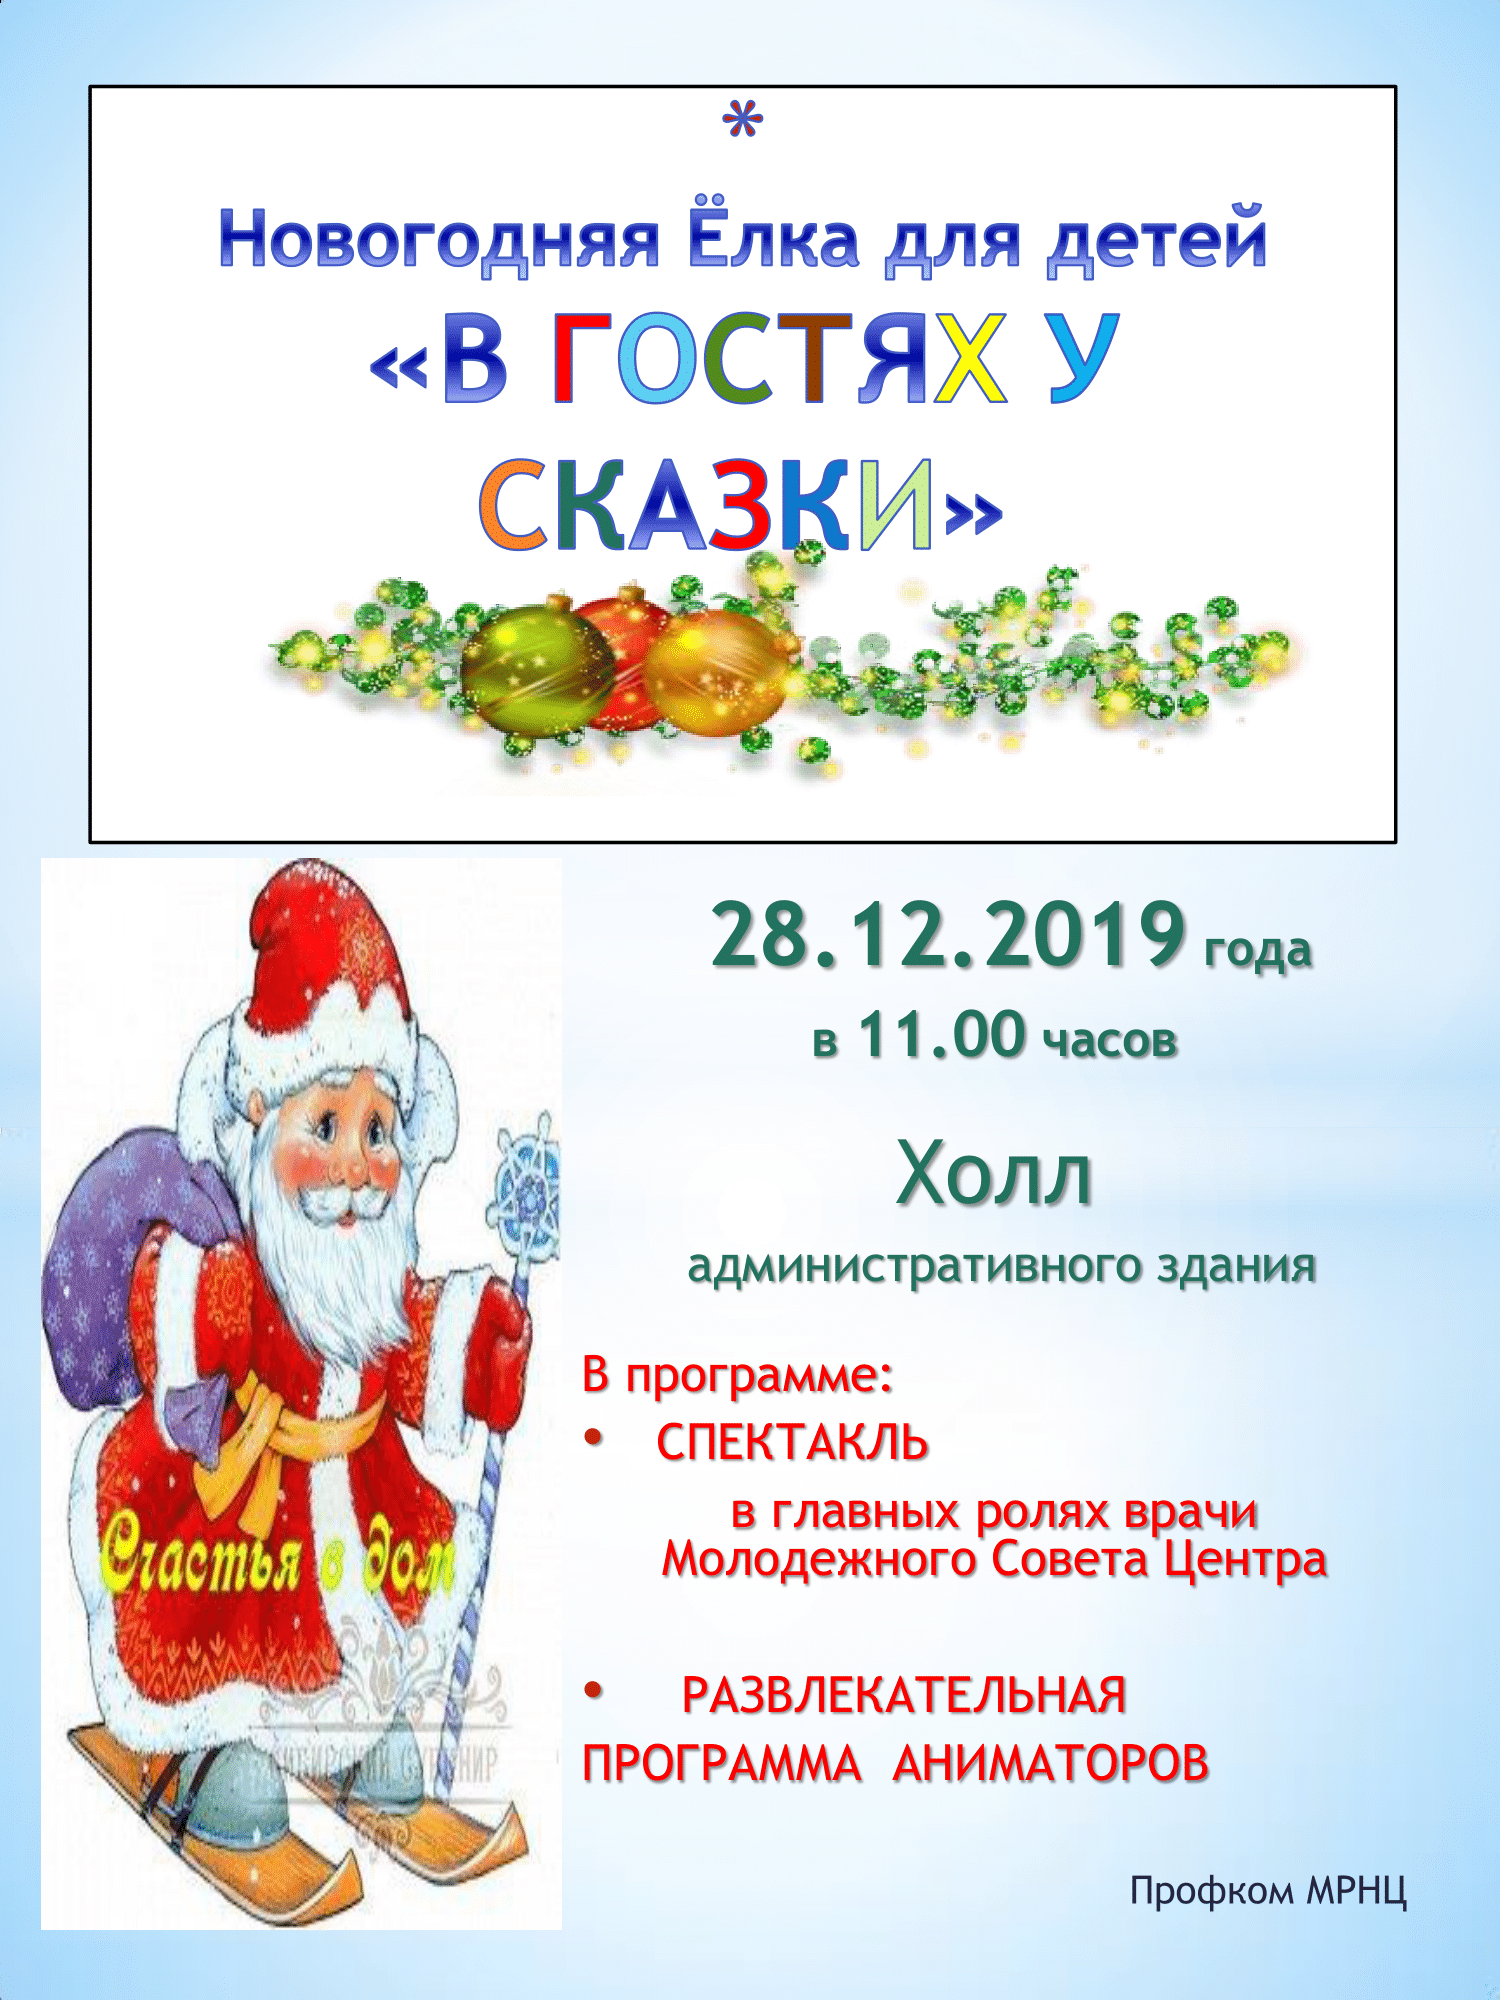 *
Новогодняя Ёлка для детей
«В ГОСТЯХ У
СКАЗКИ»
28.12.2019 года
в 11.00 часов
Холл
административного здания
В программе:
• СПЕКТАКЛЬ
в главных ролях врачи
Молодежного Совета Центра
• РАЗВЛЕКАТЕЛЬНАЯ
ПРОГРАММА АНИМАТОРОВ
Счастья в дом
Профком МРНЦ